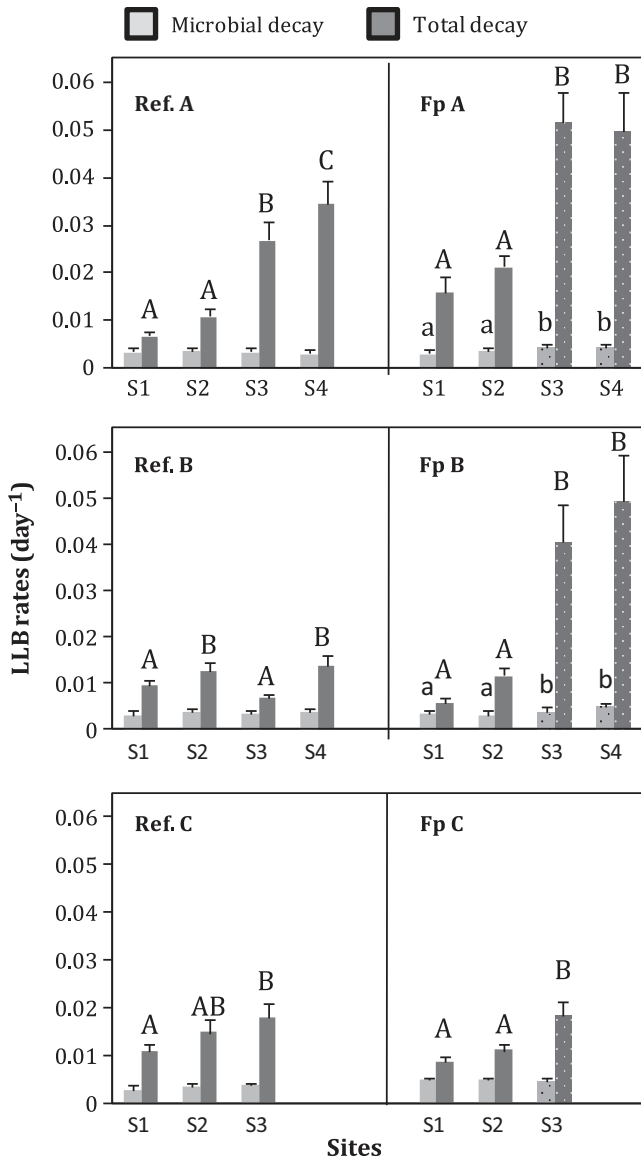 Microbial decay Total decay
LLB rates (day⁻¹)
Ref. A Fp A
0.06
0.05
0.04
0.03
0.02
0.01
0
A A B C
a A a A b B b B
S1 S2 S3 S4 S1 S2 S3 S4
Ref. B Fp B
0.06
0.05
0.04
0.03
0.02
0.01
0
A B A B
a A a A b B b B
S1 S2 S3 S4 S1 S2 S3 S4
Ref. C Fp C
0.06
0.05
0.04
0.03
0.02
0.01
0
A AB B
A A B
S1 S2 S3 S1 S2 S3
Sites